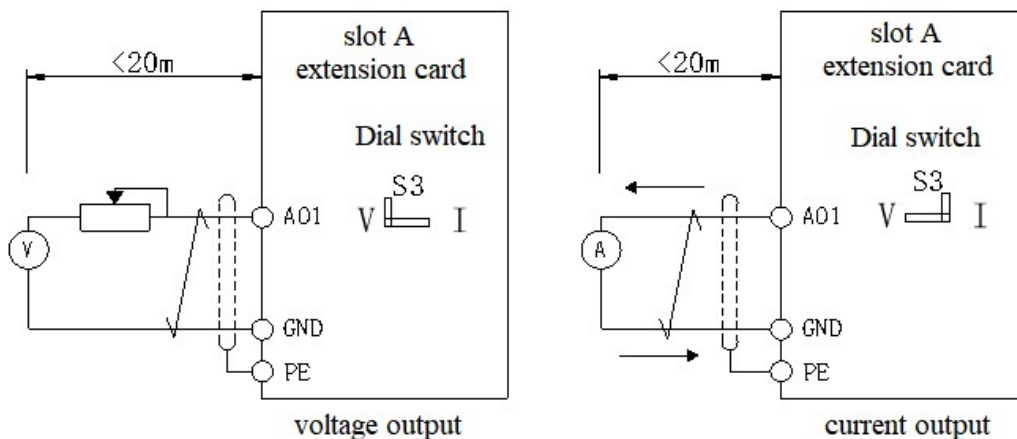 slot A
extension card
<20m
Dial switch
S3
V I
AO1
V
GND
PE
voltage output
slot A
extension card
<20m
Dial switch
S3
V I
AO1
A
GND
PE
current output